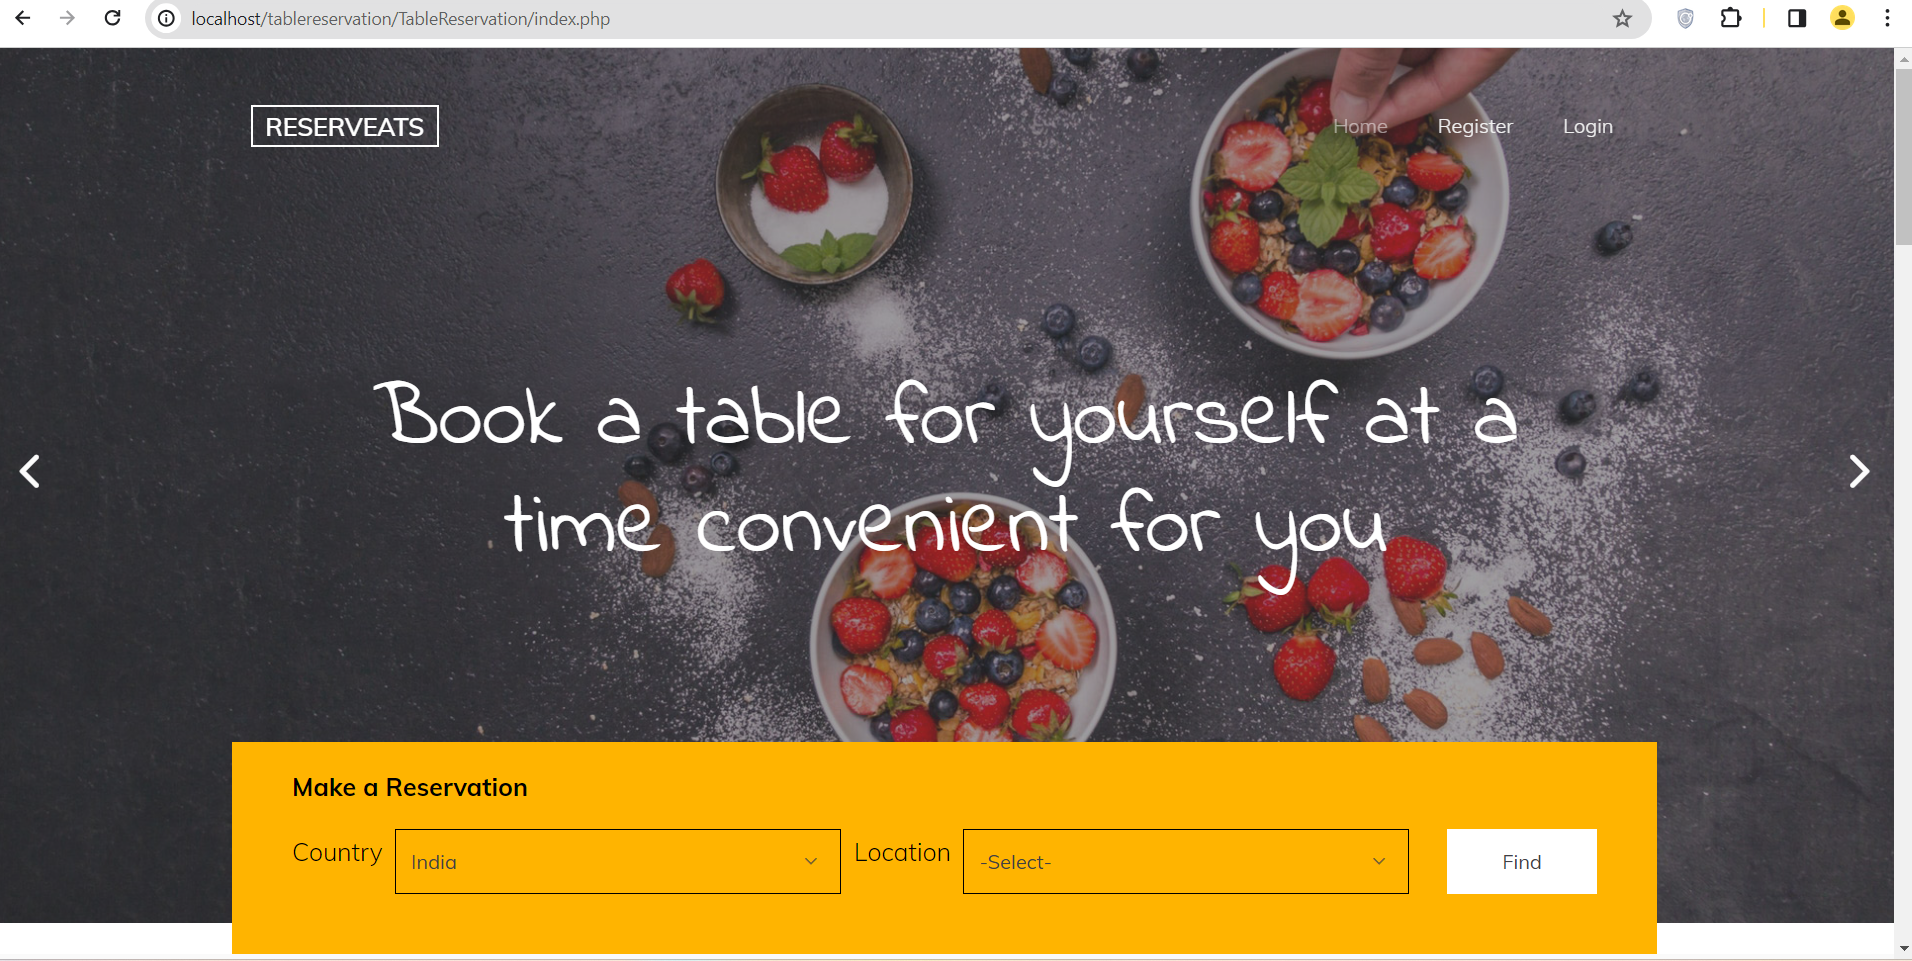 localhost/tablereservation/TableReservation/index.php
RESERVEATS
Home Register Login
Book a table for yourself at a
time convenient for you
Make a Reservation
Country India Location -Select- Find